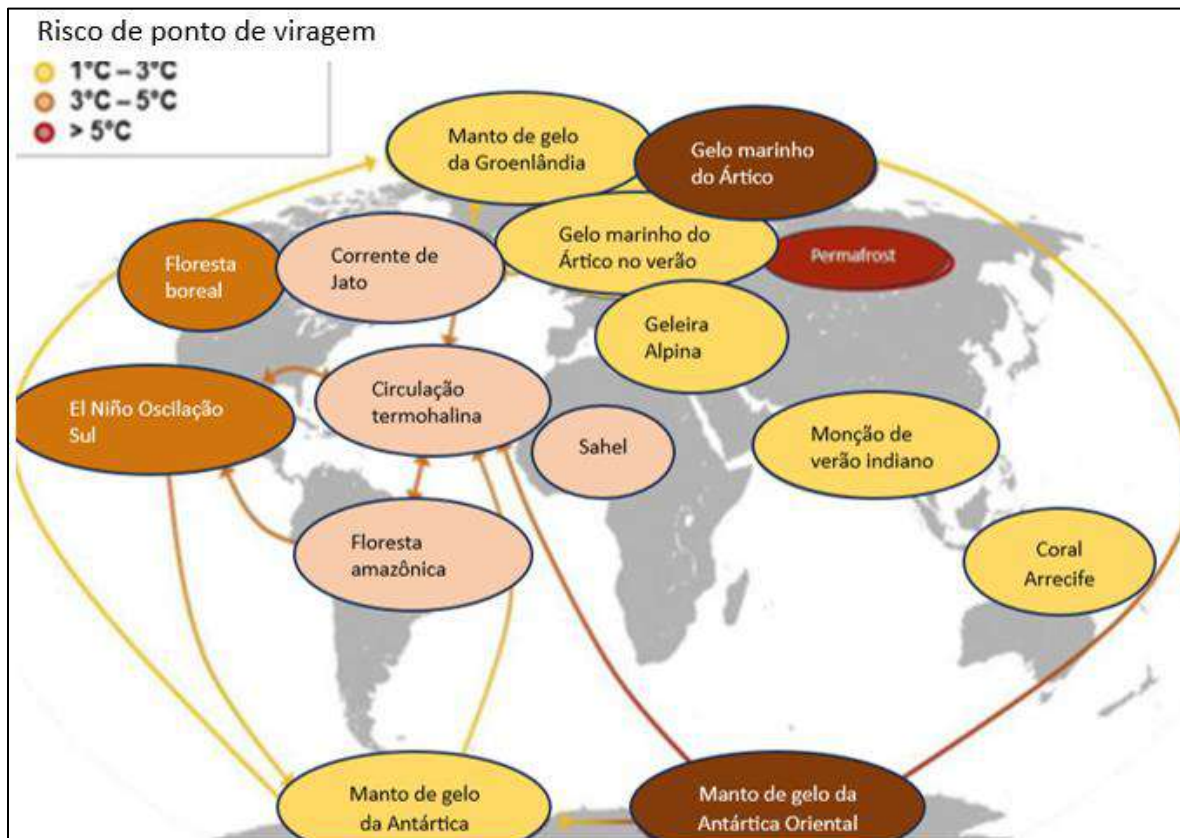 Risco de ponto de viragem
1°C – 3°C
3°C – 5°C
> 5°C
Manto de gelo
da Groenlândia
Gelo marinho
do Ártico
Floresta
boreal
Corrente de
Jato
Gelo marinho do
Ártico no verão
Permafrost
Geleira
Alpina
El Niño Oscilação
Sul
Circulação
termohalina
Sahel
Monção de
verão indiano
Floresta
amazônica
Coral
Arrecife
Manto de gelo
da Antártica
Manto de gelo da
Antártica Oriental